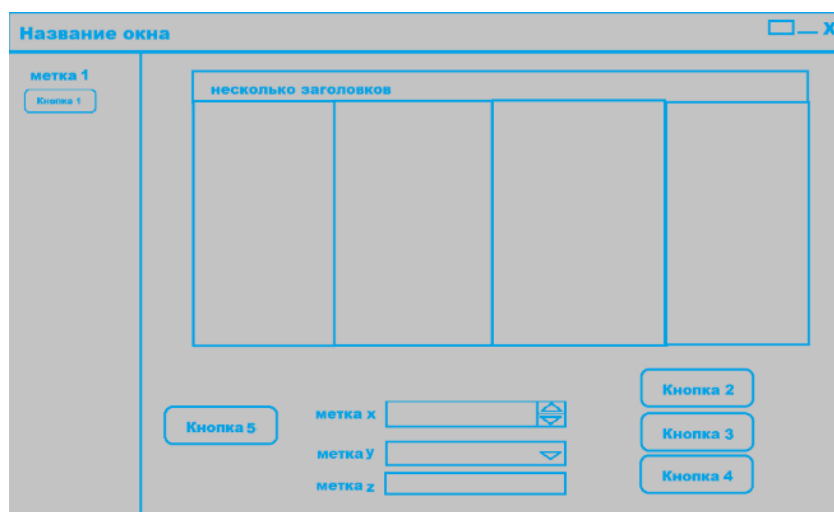 Название окна
X
метка 1
Кнопка 1
несколько заголовков
Кнопка 2
метка x
Кнопка 5
Кнопка 3
метка y
Кнопка 4
метка z